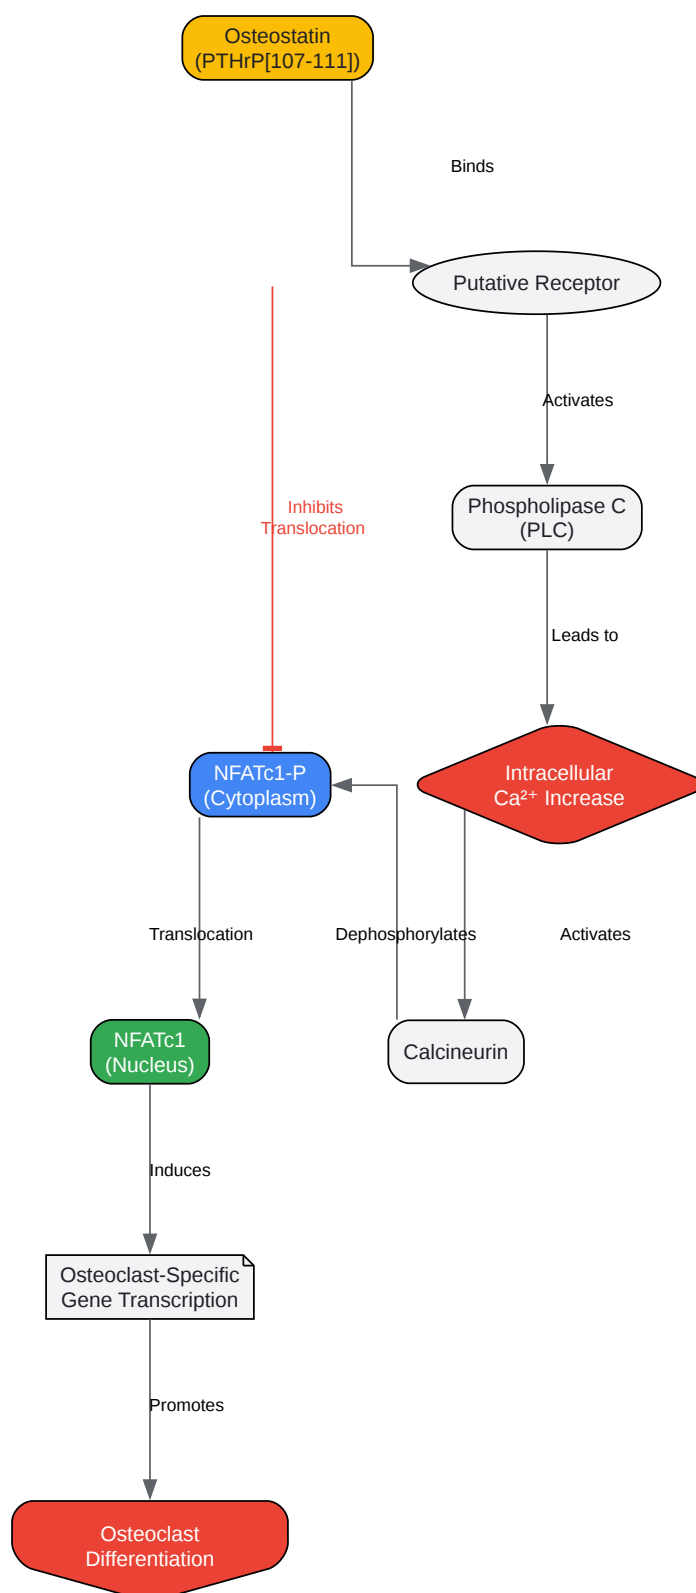 Osteostatin
(PTHrP[107-111])
Binds
Putative Receptor
Activates
Phospholipase C
(PLC)
Inhibits
Translocation
Leads to
NFATc1-P
(Cytoplasm)
Intracellular
Ca²⁺ Increase
Translocation
Dephosphorylates
Activates
NFATc1
(Nucleus)
Calcineurin
Induces
Osteoclast-Specific
Gene Transcription
Promotes
Osteoclast
Differentiation